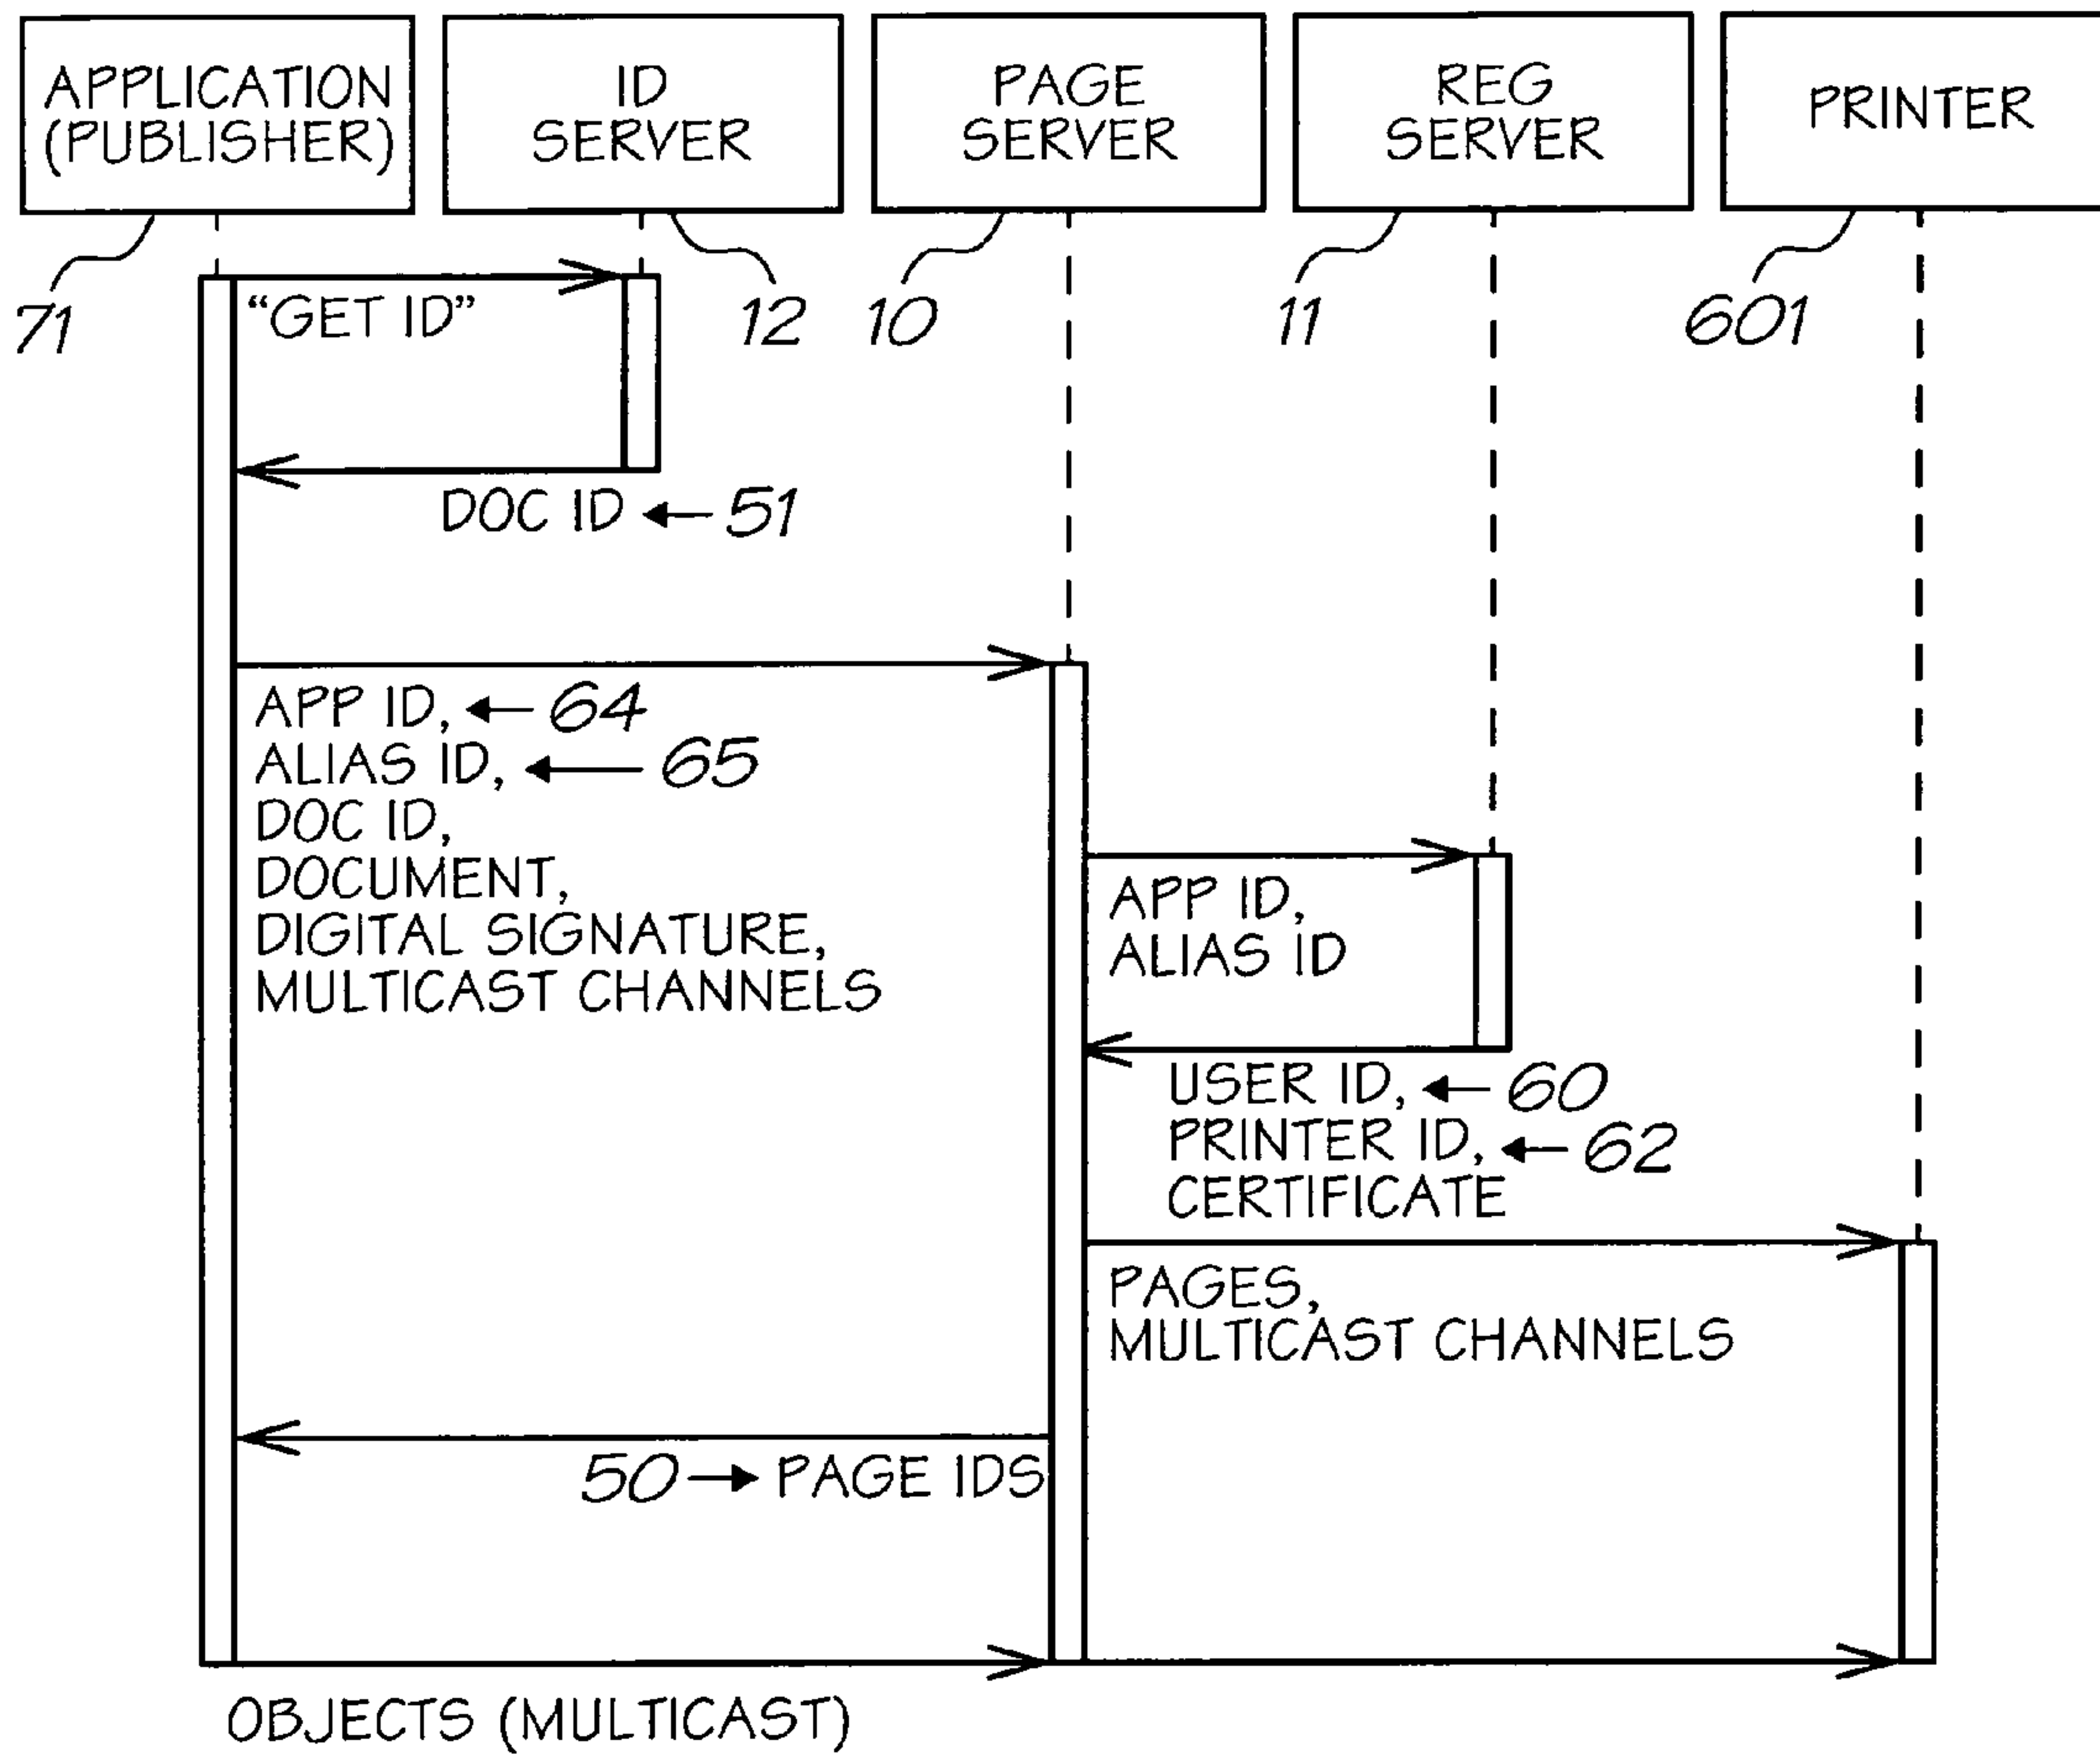 APPLICATION
(PUBLISHER)
ID
SERVER
PAGE
SERVER
REG
SERVER
PRINTER
71
12
10
11
601
“GET ID”
DOC ID
51
APP ID,
64
ALIAS ID,
65
DOC ID,
DOCUMENT,
DIGITAL SIGNATURE,
MULTICAST CHANNELS
APP ID,
ALIAS ID
USER ID,
60
PRINTER ID,
62
CERTIFICATE
PAGES,
MULTICAST CHANNELS
50
PAGE IDS
OBJECTS (MULTICAST)